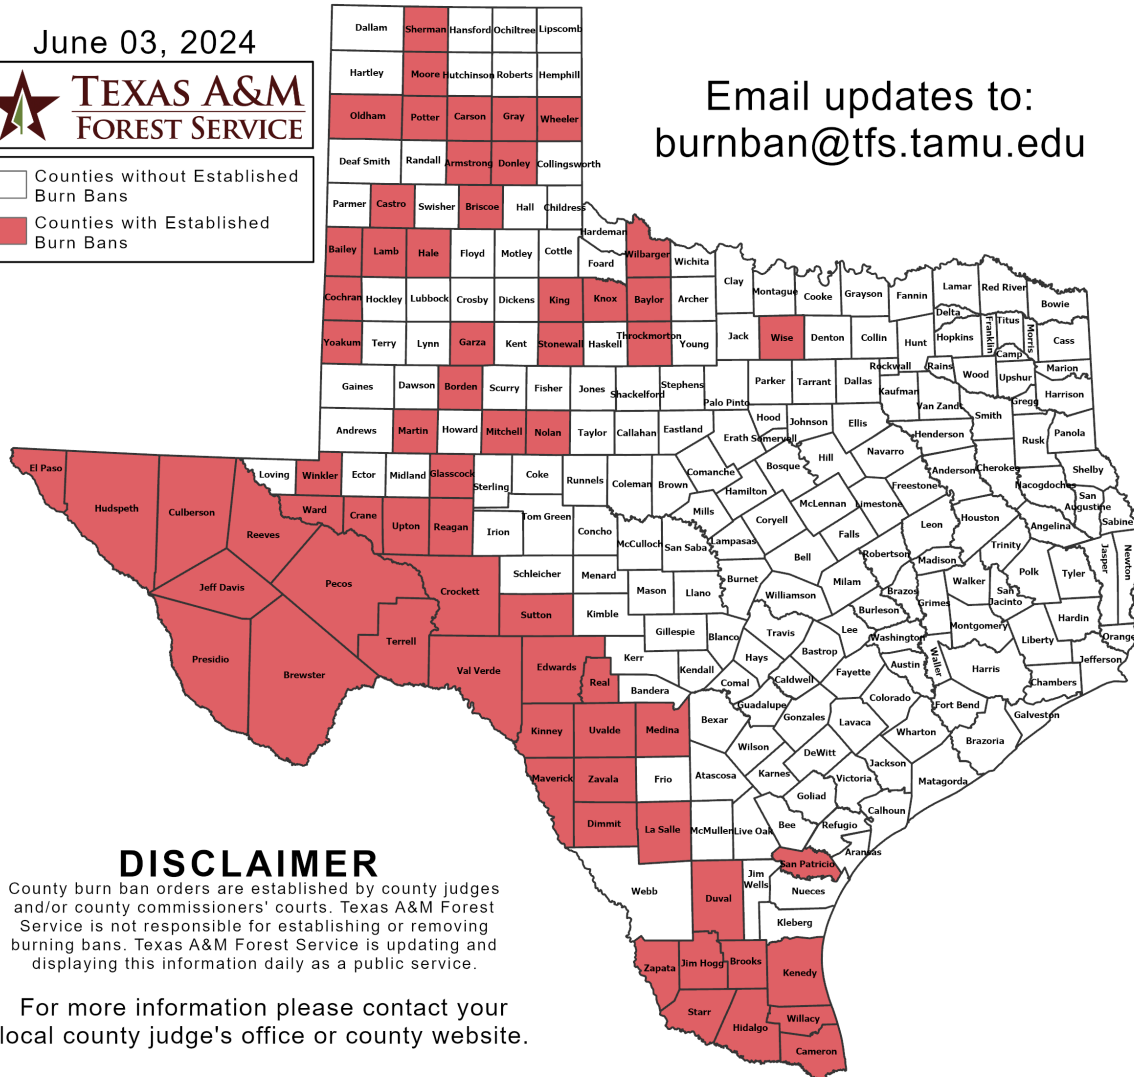 June 03, 2024
TEXAS A&M
FOREST SERVICE
Counties without Established
Burn Bans
Counties with Established
Burn Bans
Email updates to:
burnban@tfs.tamu.edu
Dallam Sherman Hansford Ochiltree Lipscomb
Hartley Moore Hutchinson Roberts Hemphill
Oldham Potter Carson Gray Wheeler
Deaf Smith Randall Armstrong Donley Collingsworth
Parmer Castro Swisher Briscoe Hall Childress
Hardeman
Bailey Lamb Hale Floyd Motley Cottle Foard Wilbarger Wichita
Clay Montague Cooke Grayson Fannin Lamar Red River Bowie
Cochran Hockley Lubbock Crosby Dickens King Knox Baylor Archer
Delta Franklin Titus Morris Cass
Yoakum Terry Lynn Garza Kent Stonewall Haskell Throckmorton Young Jack Wise Denton Collin Hunt Hopkins
Camp Marion
Rockwall Rains Wood Upshur
Gaines Dawson Borden Scurry Fisher Jones Shackelford Stephens Palo Pinto Parker Tarrant Dallas Kaufman Van Zandt Smith Gregg Harrison
Andrews Martin Howard Mitchell Nolan Taylor Callahan Eastland Erath Hood Somervell Johnson Ellis Henderson Rusk Panola
El Paso Hudspeth Culberson Reeves Loving Winkler Ector Midland Glasscock Sterling Coke Runnels Coleman Brown Comanche Bosque Hill Navarro Anderson Cherokee Shelby
Nacogdoches
San
Augustine
Sabine
Ward Crane Upton Reagan Irion Tom Green Concho McCulloch San Saba Mills Hamilton Coryell McLennan Limestone Freestone Leon Houston Angelina
Lampasas Bell Falls Robertson Madison Trinity Polk Tyler Jasper Newton
Jeff Davis Pecos Crockett Schleicher Menard Mason Llano Burnet Williamson Milam Brazos Grimes Walker
San
Jacinto
Hardin
Presidio Brewster Terrell Val Verde Sutton Kimble Gillespie Blanco Travis Lee Burleson Washington Montgomery Liberty Orange
Jefferson
Edwards Real Kerr Kendall Bandera Comal Hays Caldwell Bastrop Fayette Austin Waller Harris Chambers
Kinney Uvalde Medina Bexar Guadalupe Gonzales Lavaca Colorado Fort Bend Galveston
Wharton Brazoria
Maverick Zavala Frio Atascosa Wilson Karnes DeWitt Victoria Jackson Matagorda
Goliad Calhoun
Dimmit La Salle McMullen Live Oak Bee Refugio
Aransas
San Patricio
Webb Duval
Jim
Wells
Nueces
Kleberg
Zapata Jim Hogg Brooks Kenedy
Starr Hidalgo Willacy
Cameron
DISCLAIMER
County burn ban orders are established by county judges
and/or county commissioners' courts. Texas A&M Forest
Service is not responsible for establishing or removing
burning bans. Texas A&M Forest Service is updating and
displaying this information daily as a public service.
For more information please contact your
local county judge's office or county website.